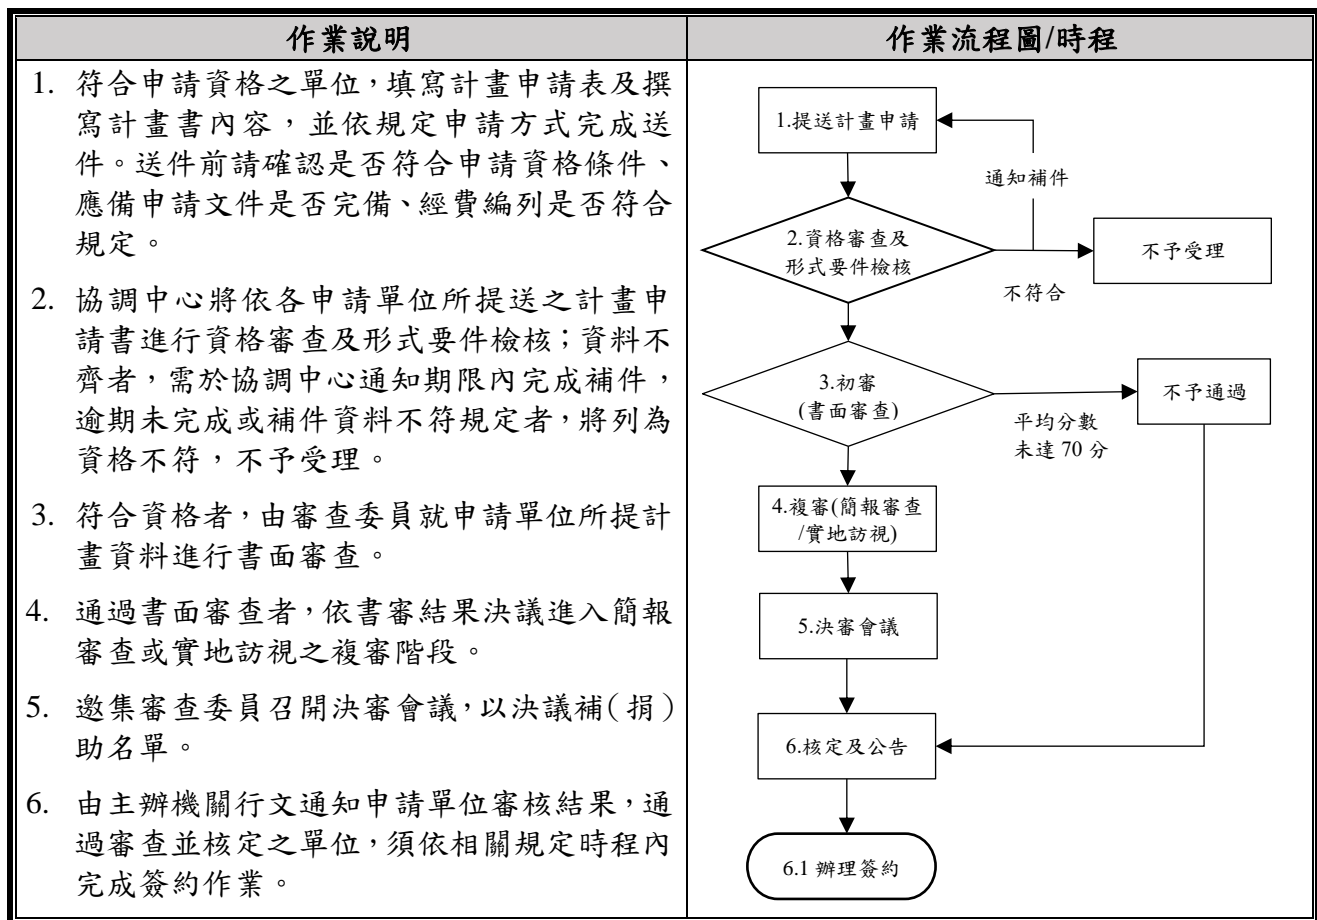 作業說明
作業流程圖/時程
1. 符合申請資格之單位，填寫計畫申請表及撰
寫計畫書內容，並依規定申請方式完成送
件。送件前請確認是否符合申請資格條件、
應備申請文件是否完備、經費編列是否符合
規定。
2. 協調中心將依各申請單位所提送之計畫申
請書進行資格審查及形式要件檢核；資料不
齊者，需於協調中心通知期限內完成補件，
逾期未完成或補件資料不符規定者，將列為
資格不符，不予受理。
3. 符合資格者，由審查委員就申請單位所提計
畫資料進行書面審查。
4. 通過書面審查者，依書審結果決議進入簡報
審查或實地訪視之複審階段。
5. 邀集審查委員召開決審會議，以決議補（捐）
助名單。
6. 由主辦機關行文通知申請單位審核結果，通
過審查並核定之單位，須依相關規定時程內
完成簽約作業。
1.提送計畫申請
通知補件
2.資格審查及
形式要件檢核
不予受理
不符合
3.初審
(書面審查)
不予通過
平均分數
未達 70 分
4.複審(簡報審查
/實地訪視)
5.決審會議
6.核定及公告
6.1 辦理簽約